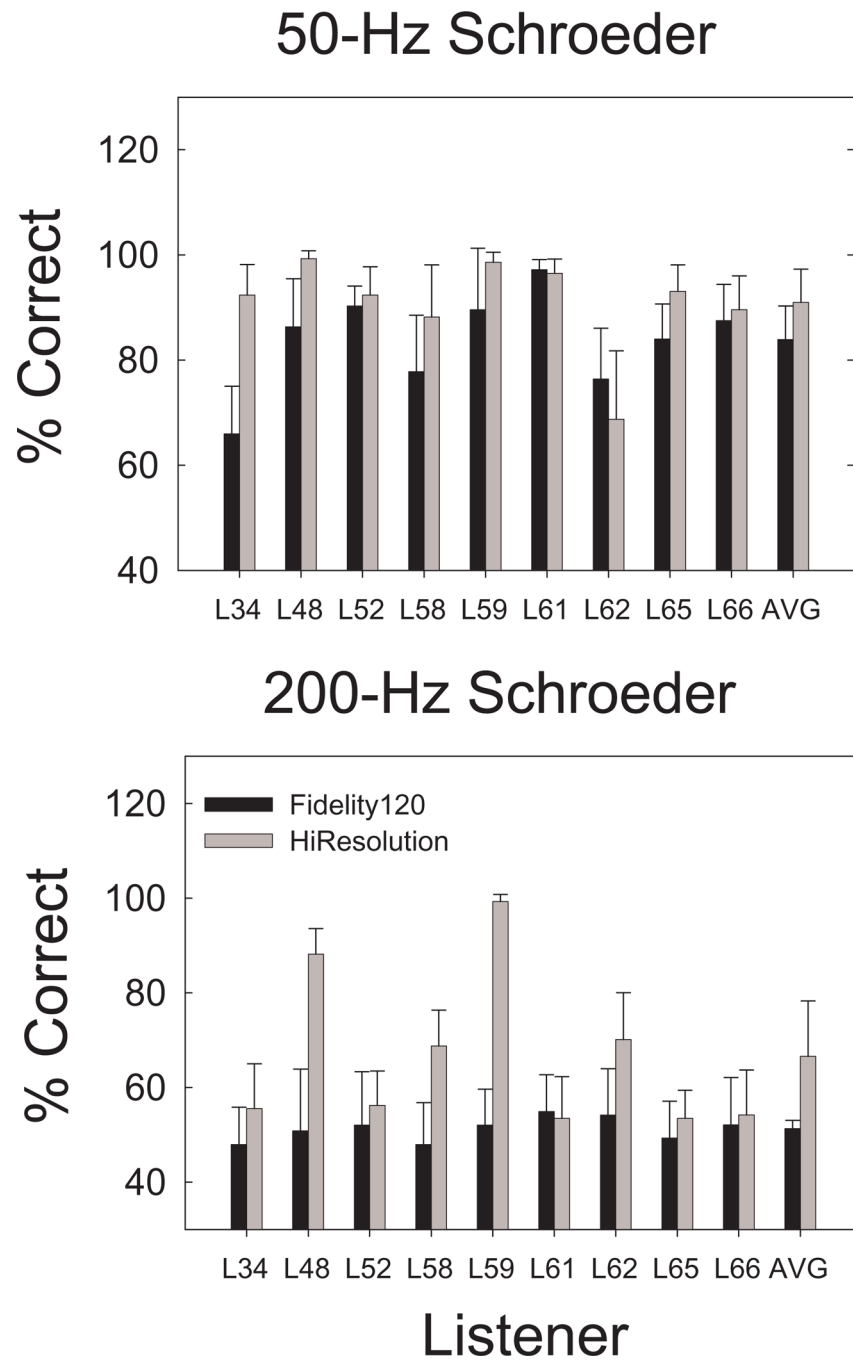 50-Hz Schroeder
% Correct
120
100
80
60
40
L34 L48 L52 L58 L59 L61 L62 L65 L66 AVG
200-Hz Schroeder
Fidelity120
HiResolution
% Correct
120
100
80
60
40
L34 L48 L52 L58 L59 L61 L62 L65 L66 AVG
Listener